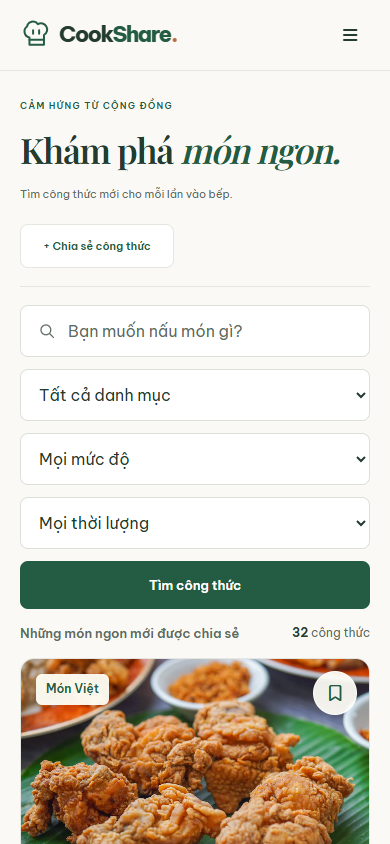 CookShare.
CẢM HỨNG TỪ CỘNG ĐỒNG
Khám phá món ngon.
Tìm công thức mới cho mỗi lần vào bếp.
+ Chia sẻ công thức
Bạn muốn nấu món gì?
Tất cả danh mục
Mọi mức độ
Mọi thời lượng
Tìm công thức
Những món ngon mới được chia sẻ
32 công thức
Món Việt